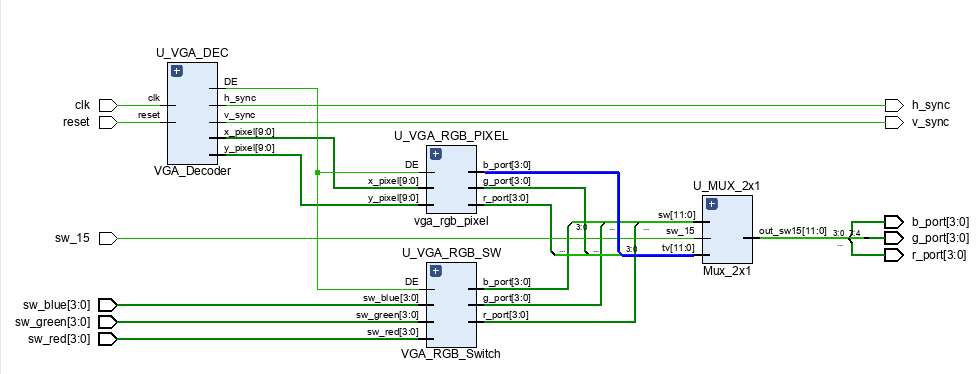 U_VGA_DEC
DE
clk
clk
h_sync
h_sync
reset
reset
v_sync
v_sync
x_pixel[9:0]
y_pixel[9:0]
VGA_Decoder
U_VGA_RGB_PIXEL
DE
b_port[3:0]
x_pixel[9:0]
g_port[3:0]
y_pixel[9:0]
r_port[3:0]
vga_rgb_pixel
U_MUX_2x1
sw[11:0]
3:0
...
...
sw_15
sw_15
out_sw15[11:0]
3:0
7:4
...
b_port[3:0]
g_port[3:0]
r_port[3:0]
...
...
3:0
tv[11:0]
Mux_2x1
U_VGA_RGB_SW
DE
b_port[3:0]
sw_blue[3:0]
sw_blue[3:0]
g_port[3:0]
sw_green[3:0]
sw_green[3:0]
r_port[3:0]
sw_red[3:0]
sw_red[3:0]
VGA_RGB_Switch